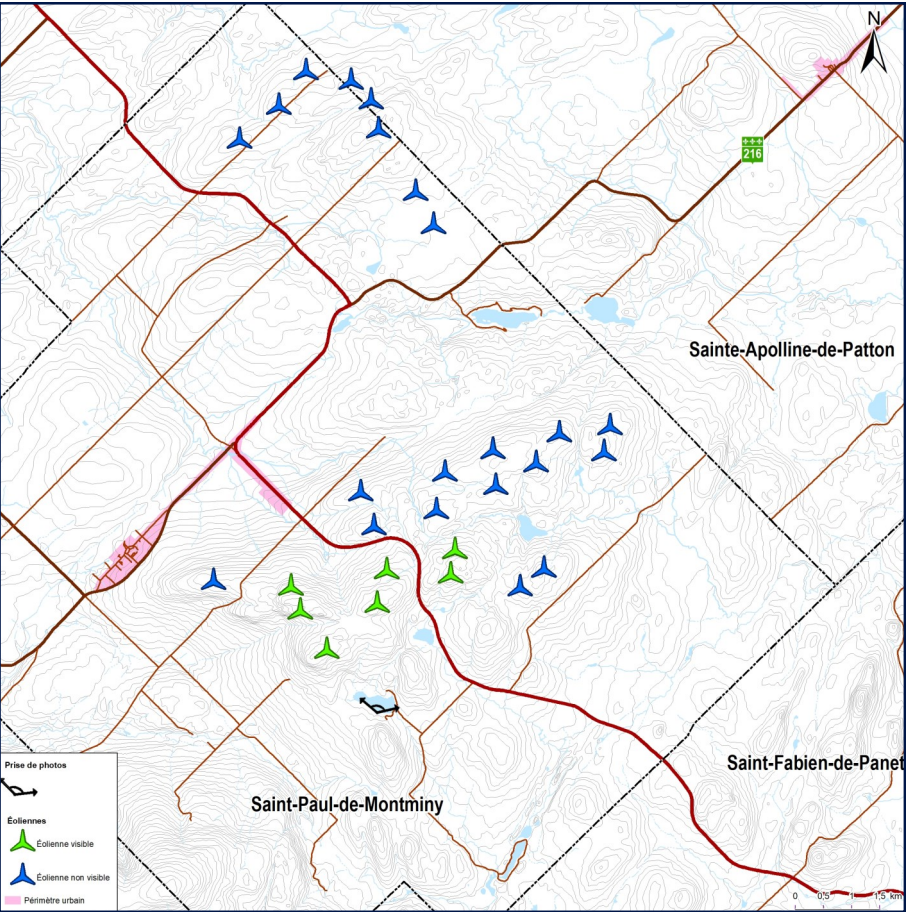 N
+++
216
Sainte-Apolline-de-Patton
Saint-Fabien-de-Panet
Saint-Paul-de-Montminy
Prise de photos
Éoliennes
Éolienne visible
Éolienne non visible
Périmètre urbain
0 0,5 1 1,5 km